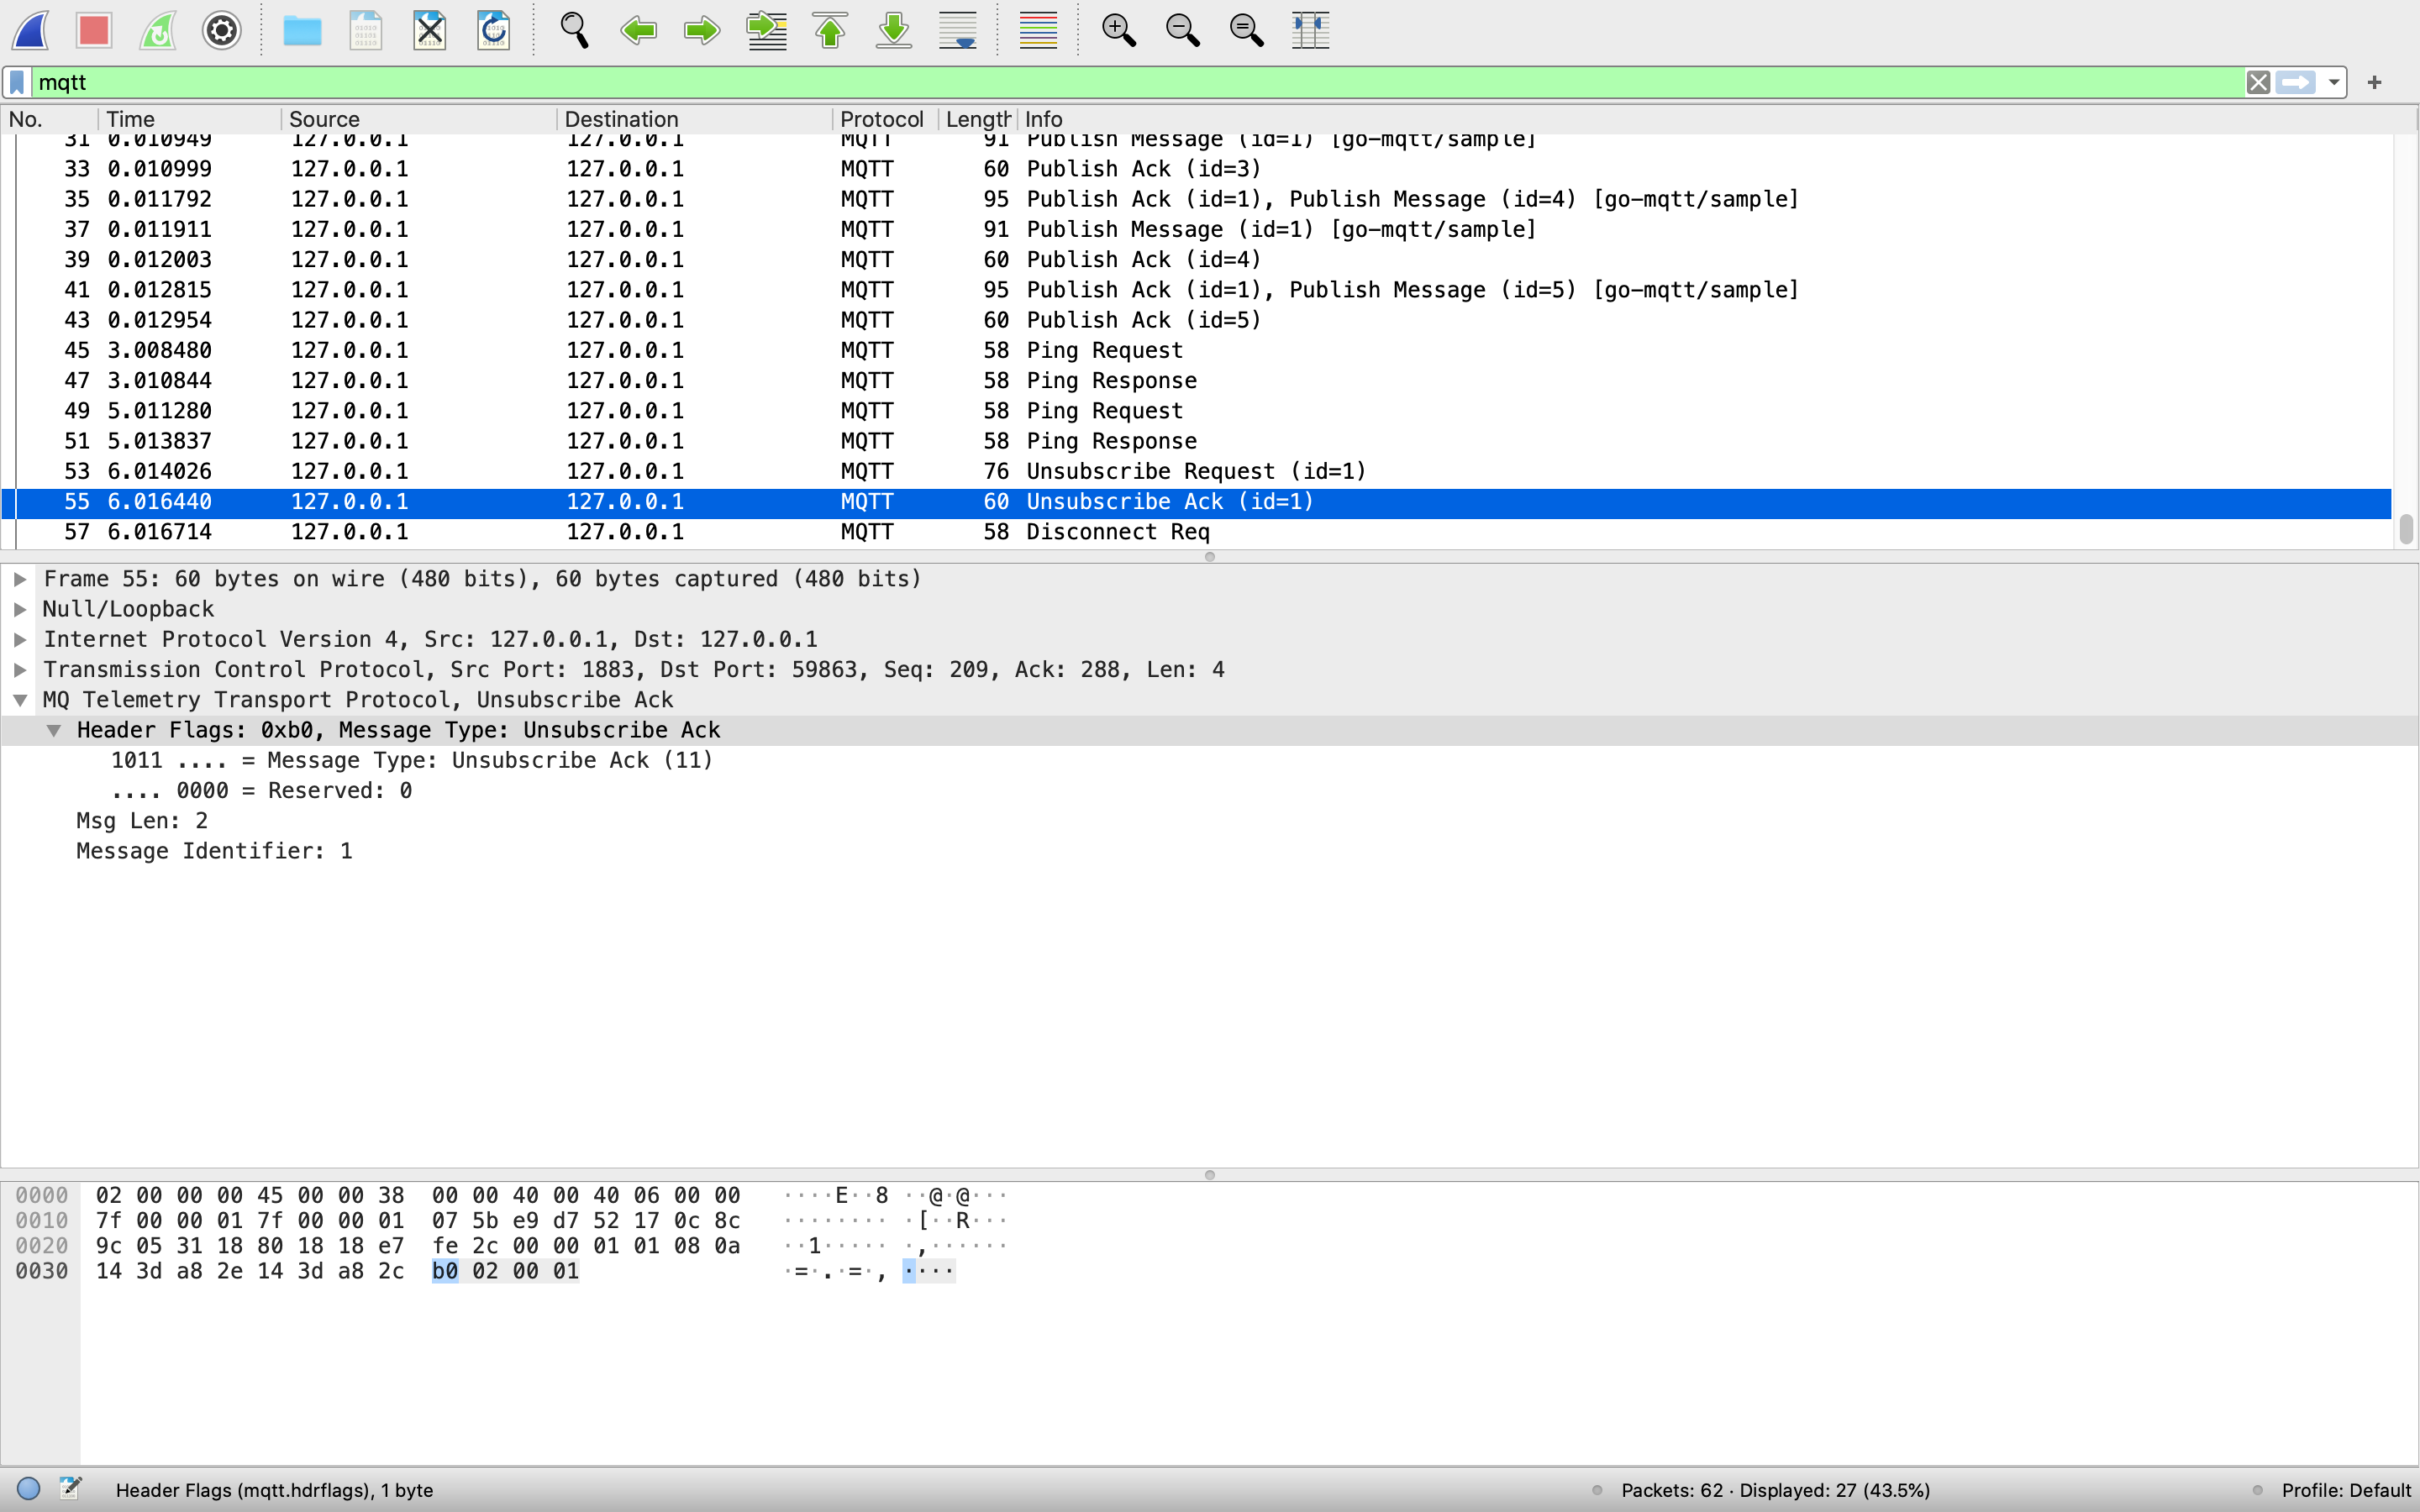 mqtt
No. Time Source Destination Protocol Length Info
31 0.010949 127.0.0.1 127.0.0.1 MQTT 91 Publish Message (id=1) [go-mqtt/sample]
33 0.010999 127.0.0.1 127.0.0.1 MQTT 60 Publish Ack (id=3)
35 0.011792 127.0.0.1 127.0.0.1 MQTT 95 Publish Ack (id=1), Publish Message (id=4) [go-mqtt/sample]
37 0.011911 127.0.0.1 127.0.0.1 MQTT 91 Publish Message (id=1) [go-mqtt/sample]
39 0.012003 127.0.0.1 127.0.0.1 MQTT 60 Publish Ack (id=4)
41 0.012815 127.0.0.1 127.0.0.1 MQTT 95 Publish Ack (id=1), Publish Message (id=5) [go-mqtt/sample]
43 0.012954 127.0.0.1 127.0.0.1 MQTT 60 Publish Ack (id=5)
45 3.008480 127.0.0.1 127.0.0.1 MQTT 58 Ping Request
47 3.010844 127.0.0.1 127.0.0.1 MQTT 58 Ping Response
49 5.011280 127.0.0.1 127.0.0.1 MQTT 58 Ping Request
51 5.013837 127.0.0.1 127.0.0.1 MQTT 58 Ping Response
53 6.014026 127.0.0.1 127.0.0.1 MQTT 76 Unsubscribe Request (id=1)
55 6.016440 127.0.0.1 127.0.0.1 MQTT 60 Unsubscribe Ack (id=1)
57 6.016714 127.0.0.1 127.0.0.1 MQTT 58 Disconnect Req
Frame 55: 60 bytes on wire (480 bits), 60 bytes captured (480 bits)
Null/Loopback
Internet Protocol Version 4, Src: 127.0.0.1, Dst: 127.0.0.1
Transmission Control Protocol, Src Port: 1883, Dst Port: 59863, Seq: 209, Ack: 288, Len: 4
MQ Telemetry Transport Protocol, Unsubscribe Ack
Header Flags: 0xb0, Message Type: Unsubscribe Ack
1011 .... = Message Type: Unsubscribe Ack (11)
.... 0000 = Reserved: 0
Msg Len: 2
Message Identifier: 1
0000 02 00 00 00 45 00 00 38 00 00 40 00 40 06 00 00 ····E··8 ··@·@···
0010 7f 00 00 01 7f 00 00 01 07 5b e9 d7 52 17 0c 8c ········ ·[··R···
0020 9c 05 31 18 80 18 18 e7 fe 2c 00 00 01 01 08 0a ··1····· ·,······
0030 14 3d a8 2e 14 3d a8 2c b0 02 00 01 ·=·.·=·, ····
Header Flags (mqtt.hdrflags), 1 byte Packets: 62 · Displayed: 27 (43.5%) Profile: Default